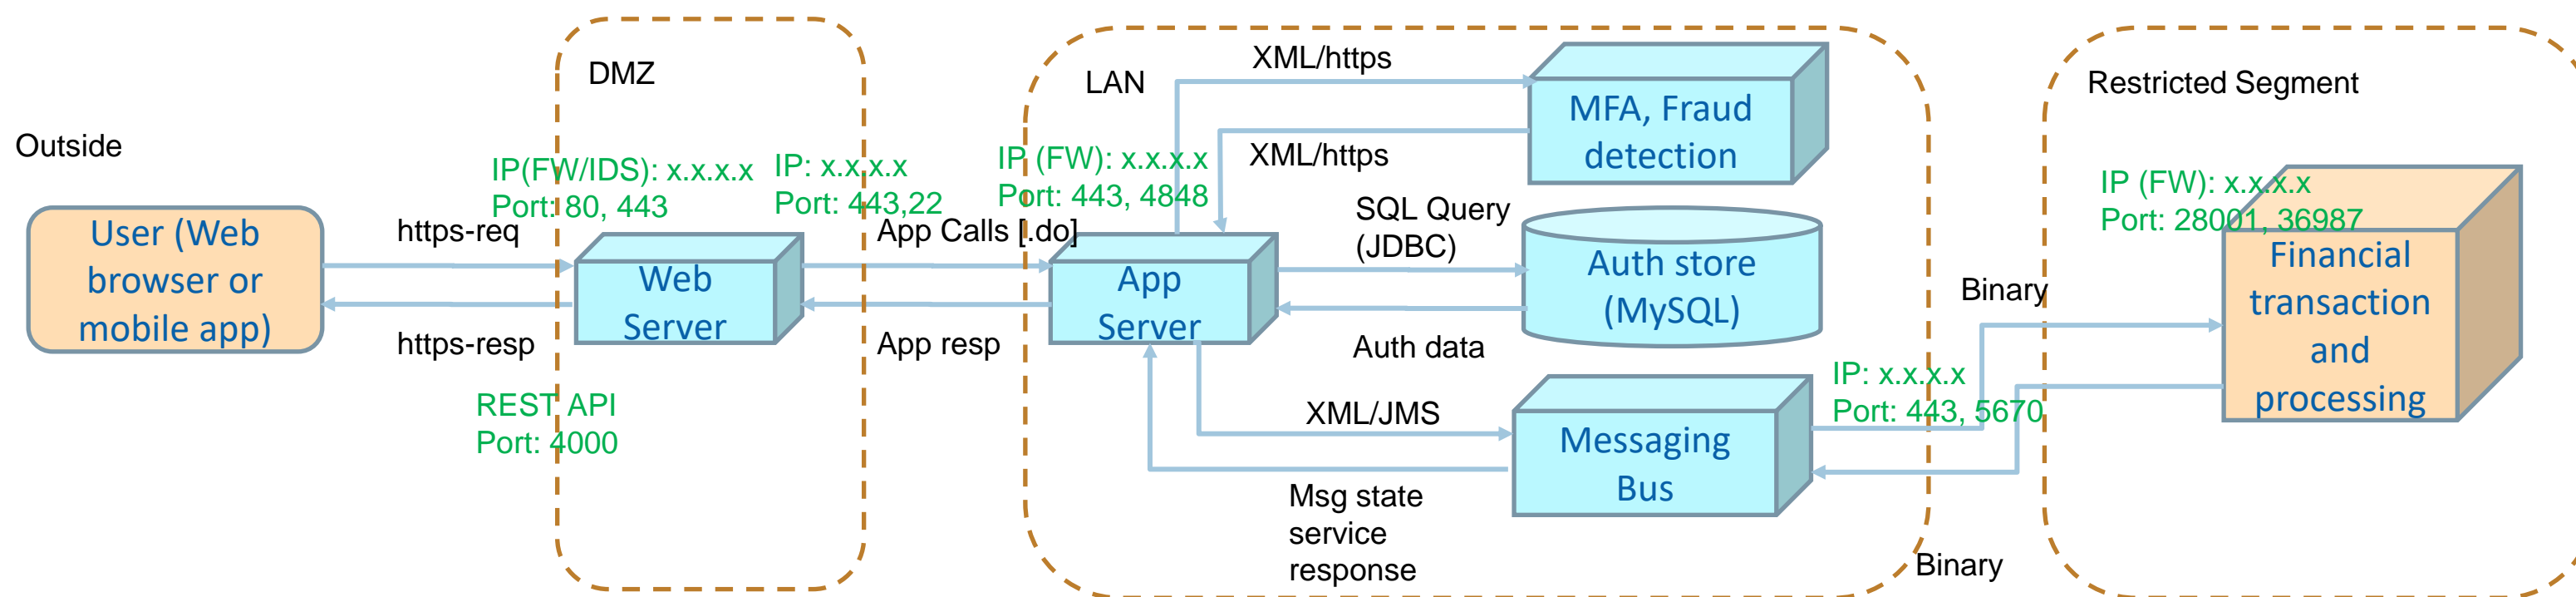 Outside
User (Web
browser or
mobile app)
https-req
https-resp
DMZ
IP(FW/IDS): x.x.x.x
Port: 80, 443
REST API
Port: 4000
Web
Server
IP: x.x.x.x
Port: 443,22
App Calls [.do]
App resp
LAN
IP (FW): x.x.x.x
Port: 443, 4848
App
Server
XML/https
XML/https
MFA, Fraud
detection
SQL Query
(JDBC)
Auth store
(MySQL)
Auth data
XML/JMS
Messaging
Bus
Msg state
service
response
IP: x.x.x.x
Port: 443, 5670
Binary
Binary
Restricted Segment
IP (FW): x.x.x.x
Port: 28001, 36987
Financial
transaction
and
processing